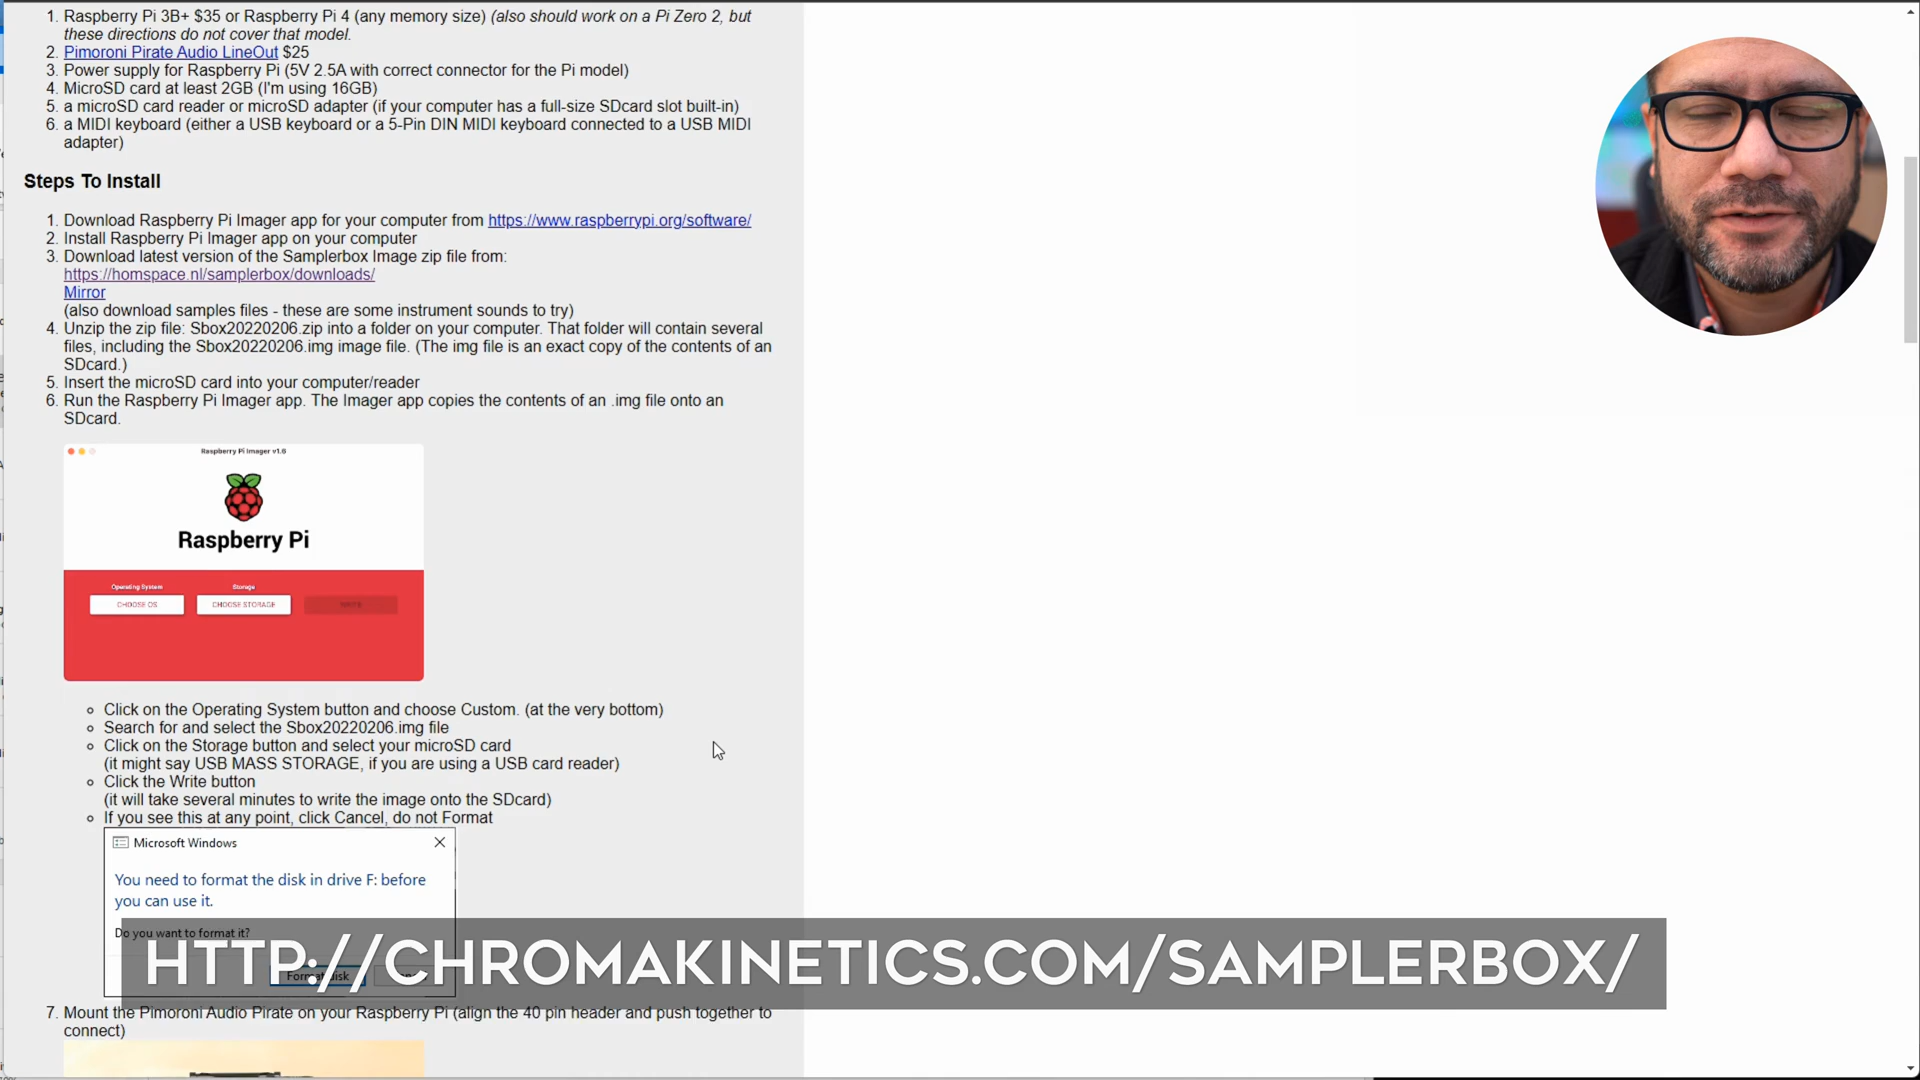 1. Raspberry Pi 3B+ $35 or Raspberry Pi 4 (any memory size) (also should work on a Pi Zero 2, but
these directions do not cover that model.
2. Pimoroni Pirate Audio LineOut $25
3. Power supply for Raspberry Pi (5V 2.5A with correct connector for the Pi model)
4. MicroSD card at least 2GB (I'm using 16GB)
5. a microSD card reader or microSD adapter (if your computer has a full-size SDcard slot built-in)
6. a MIDI keyboard (either a USB keyboard or a 5-Pin DIN MIDI keyboard connected to a USB MIDI
adapter)
Steps To Install
1. Download Raspberry Pi Imager app for your computer from https://www.raspberrypi.org/software/
2. Install Raspberry Pi Imager app on your computer
3. Download latest version of the Samplerbox Image zip file from:
https://homspace.nl/samplerbox/downloads/
Mirror
(also download samples files - these are some instrument sounds to try)
4. Unzip the zip file: Sbox20220206.zip into a folder on your computer. That folder will contain several
files, including the Sbox20220206.img image file. (The img file is an exact copy of the contents of an
SDcard.)
5. Insert the microSD card into your computer/reader
6. Run the Raspberry Pi Imager app. The Imager app copies the contents of an .img file onto an
SDcard.
Raspberry Pi Imager v1.6
Raspberry Pi
Operating System Storage
CHOOSE OS CHOOSE STORAGE WRITE
Click on the Operating System button and choose Custom. (at the very bottom)
Search for and select the Sbox20220206.img file
Click on the Storage button and select your microSD card
(it might say USB MASS STORAGE, if you are using a USB card reader)
Click the Write button
(it will take several minutes to write the image onto the SDcard)
If you see this at any point, click Cancel, do not Format
Microsoft Windows
You need to format the disk in drive F: before
you can use it.
Do you want to format it?
Format disk
HTTP://CHROMAKINETICS.COM/SAMPLERBOX/
7. Mount the Pimoroni Audio Pirate on your Raspberry Pi (align the 40 pin header and push together to
connect)